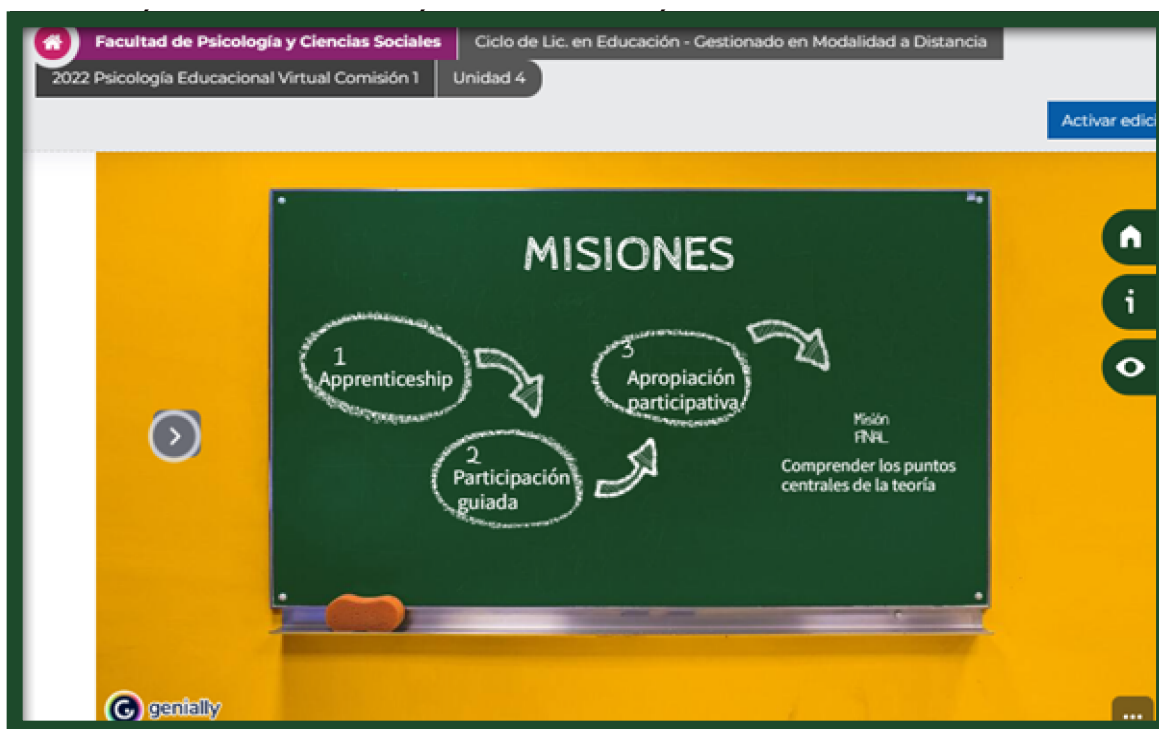 Facultad de Psicología y Ciencias Sociales
Ciclo de Lic. en Educación - Gestionado en Modalidad a Distancia
2022 Psicología Educacional Virtual Comisión 1
Unidad 4
Activar edici
MISIONES
1
Apprenticeship
2
Participación
guiada
3
Apropiación
participativa
Misión
FINAL
Comprender los puntos
centrales de la teoría
genially